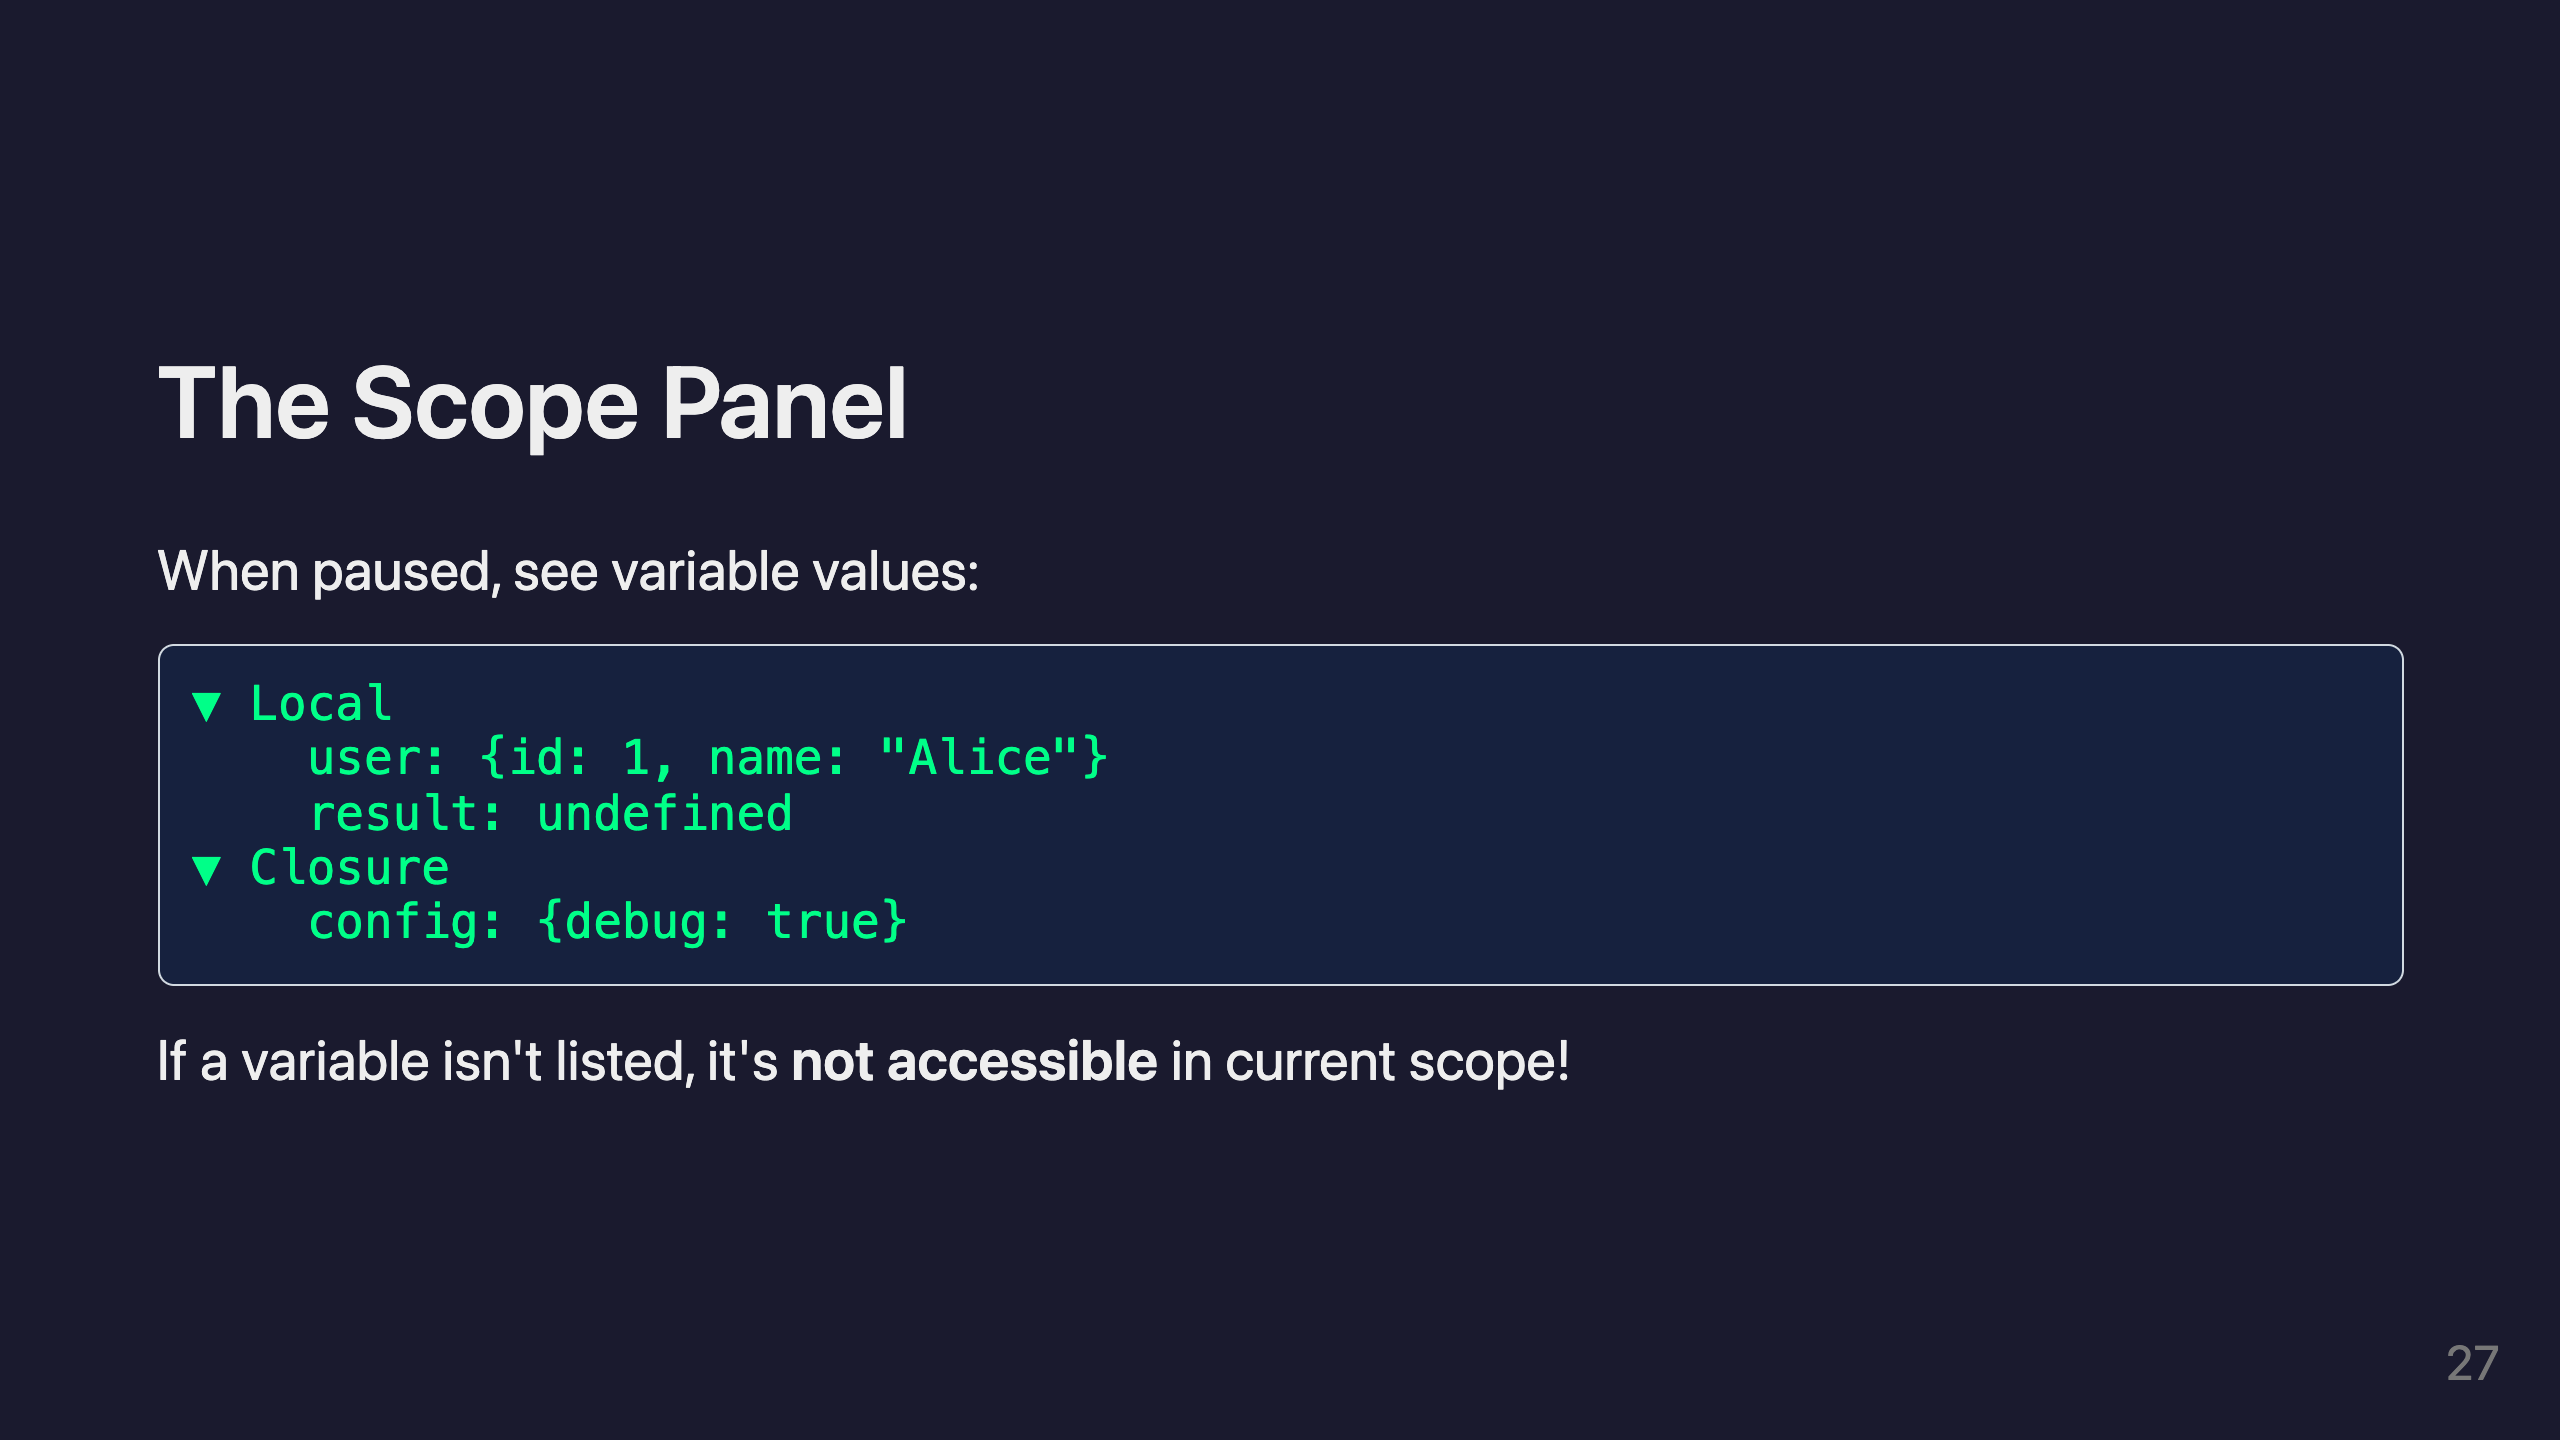 The Scope Panel
When paused, see variable values:
▼ Local
    user: {id: 1, name: "Alice"}
    result: undefined
▼ Closure
    config: {debug: true}
If a variable isn't listed, it's not accessible in current scope!
27